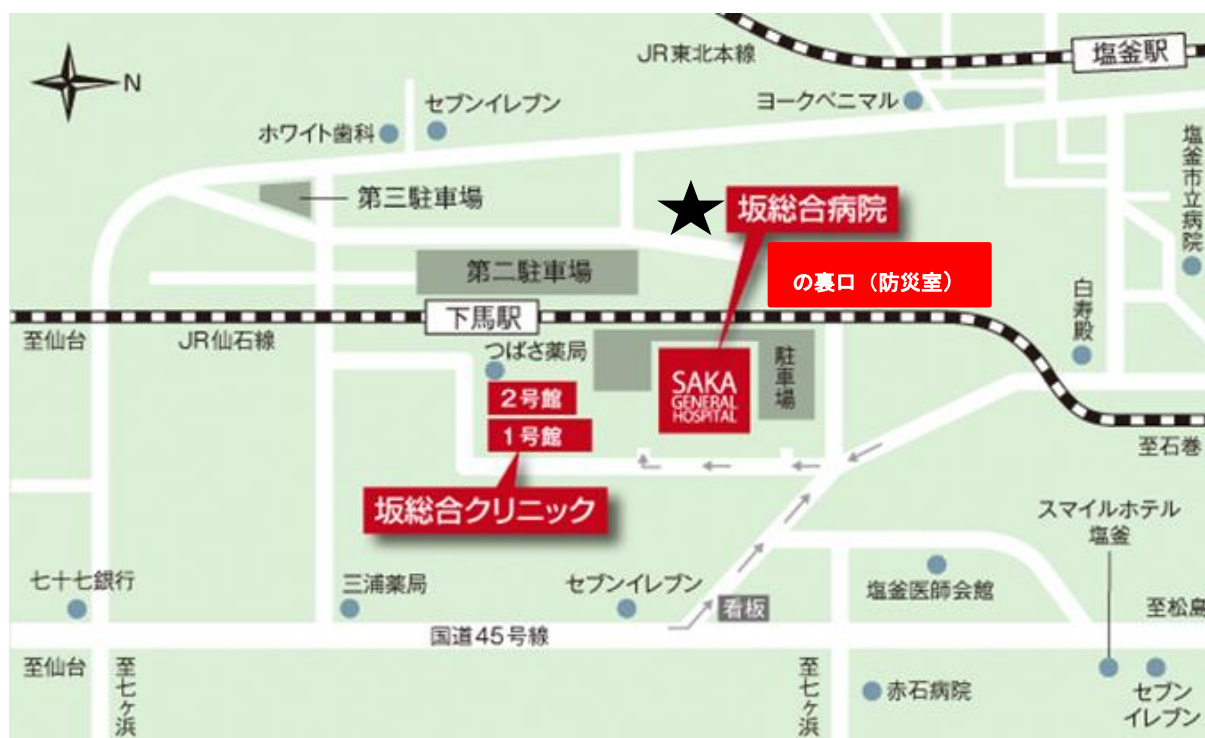 JR東北本線
塩釜駅
N
セブンイレブン
ヨークベニマル
ホワイト歯科
塩釜市立病院
第三駐車場
★
坂総合病院
の裏口（防災室）
第二駐車場
白寿殿
下馬駅
至仙台
JR仙石線
つばさ薬局
駐車場
SAKA
GENERAL
HOSPITAL
2号館
1号館
至石巻
坂総合クリニック
スマイルホテル
塩釜
七十七銀行
三浦薬局
セブンイレブン
看板
塩釜医師会館
至松島
国道45号線
至仙台
至七ヶ浜
至七ヶ浜
赤石病院
セブン
イレブン